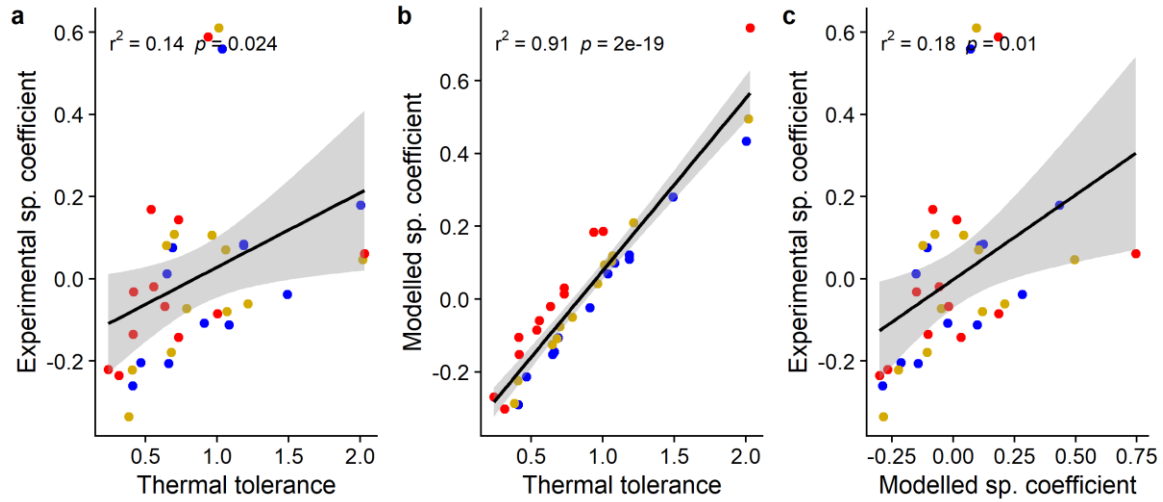 a
r² = 0.14 p = 0.024
Experimental sp. coefficient
0.6
0.4
0.2
0.0
-0.2
0.5 1.0 1.5 2.0
Thermal tolerance
b
r² = 0.91 p = 2e-19
Modelled sp. coefficient
0.6
0.4
0.2
0.0
-0.2
0.5 1.0 1.5 2.0
Thermal tolerance
c
r² = 0.18 p = 0.01
Experimental sp. coefficient
0.6
0.4
0.2
0.0
-0.2
-0.25 0.00 0.25 0.50 0.75
Modelled sp. coefficient